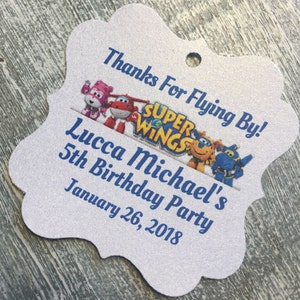 Thanks For Flying By!
SUPER
WINGS
Lucca Michael's
5th Birthday Party
January 26, 2018